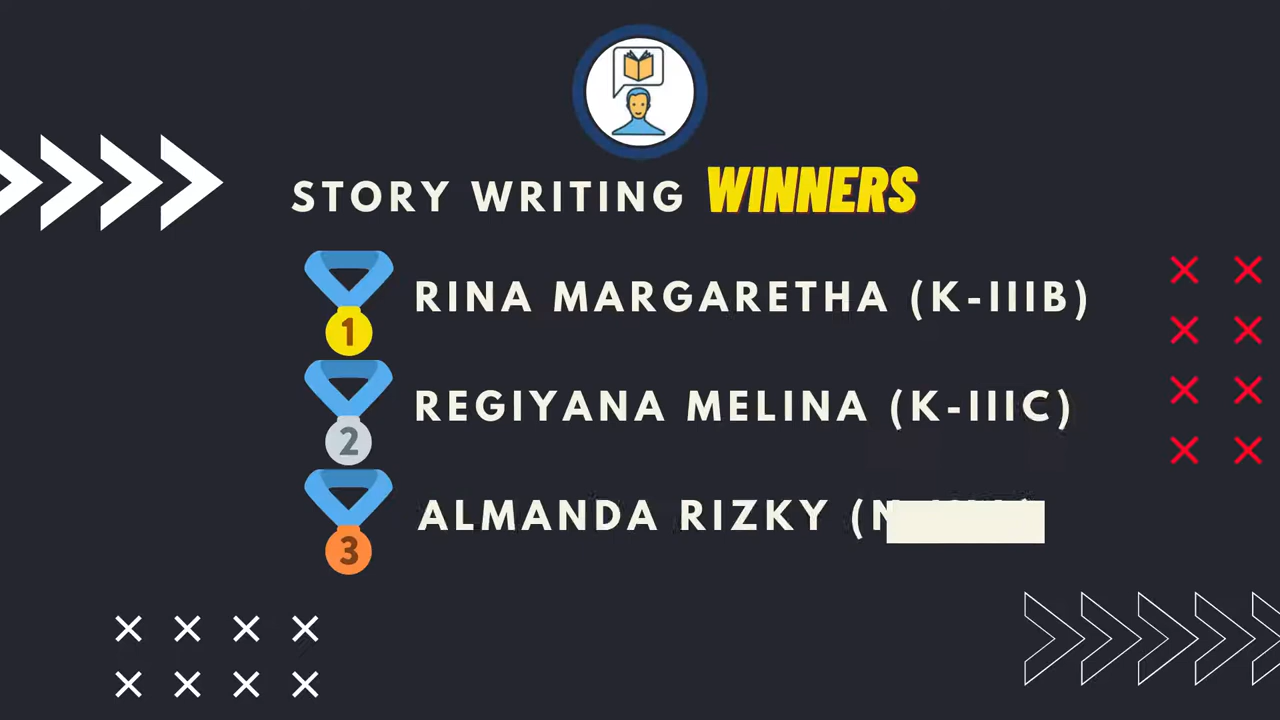 STORY WRITING WINNERS
1 RINA MARGARETHA (K-IIIB)
2 REGIYANA MELINA (K-IIIC)
3 ALMANDA RIZKY